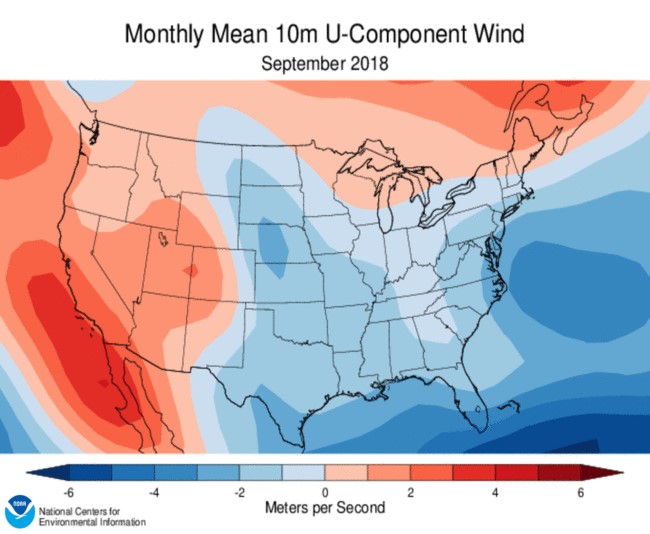 Monthly Mean 10m U-Component Wind
September 2018
-6 -4 -2 0 2 4 6
Meters per Second
NOAA
National Centers for
Environmental Information